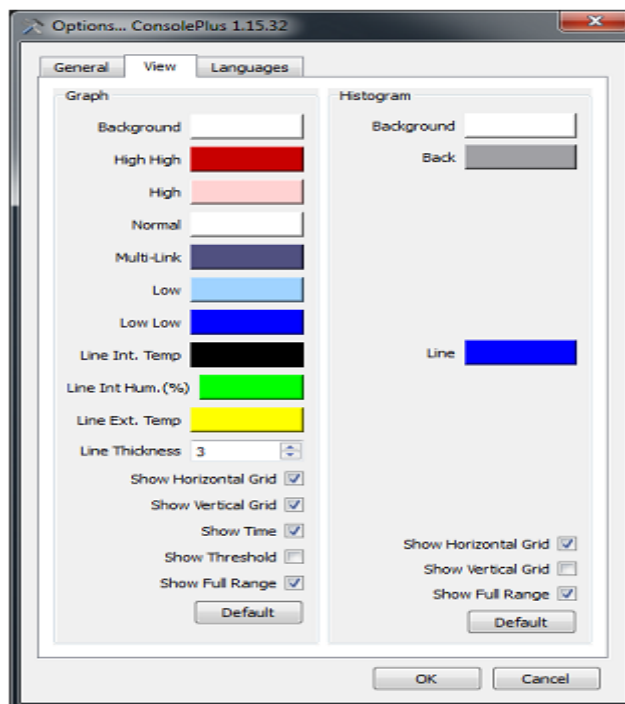 Options... ConsolePlus 1.15.32
General View Languages
Graph
Background
High High
High
Normal
Multi-Link
Low
Low Low
Line Int. Temp
Line Int Hum.(%)
Line Ext. Temp
Line Thickness 3
Show Horizontal Grid
Show Vertical Grid
Show Time
Show Threshold
Show Full Range
Default
Histogram
Background
Back
Line
Show Horizontal Grid
Show Vertical Grid
Show Full Range
Default
OK Cancel